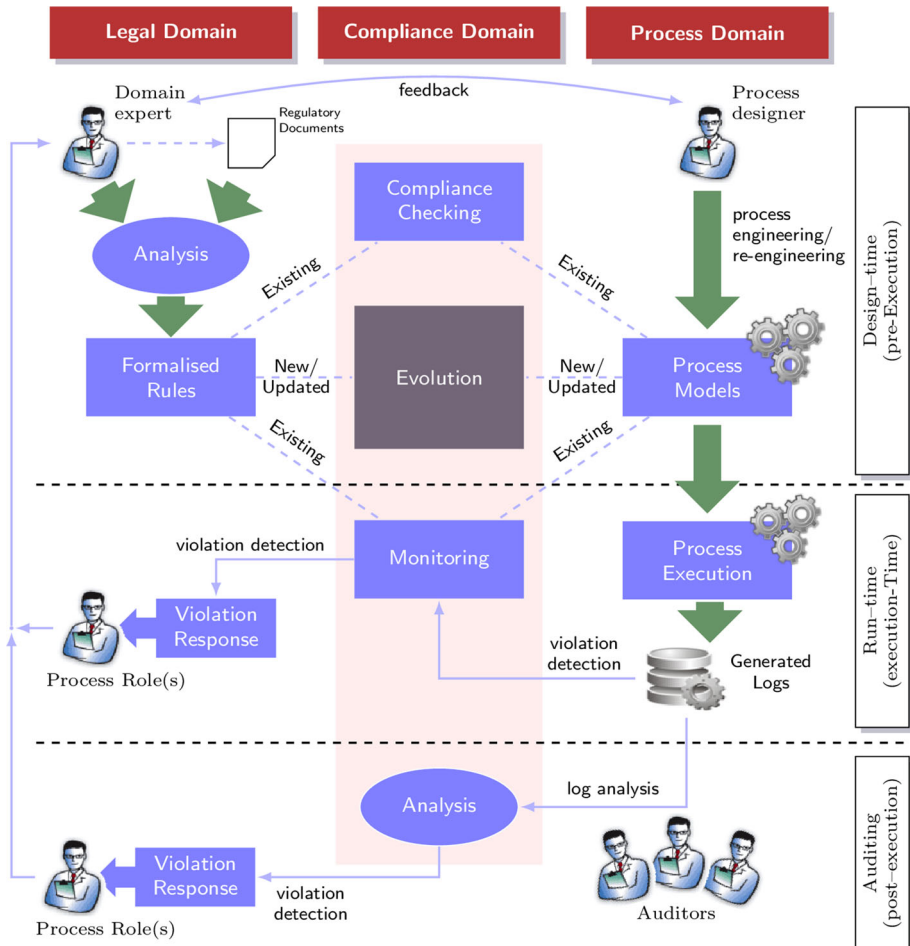 Legal Domain
Compliance Domain
Process Domain
Domain
expert
Regulatory
Documents
feedback
Process
designer
Compliance
Checking
Analysis
process
engineering/
re-engineering
Existing
Existing
Formalised
Rules
New/
Updated
Evolution
New/
Updated
Process
Models
Existing
Existing
Design–time
(pre-Execution)
violation detection
Monitoring
Process
Execution
Violation
Response
Process Role(s)
violation
detection
Generated
Logs
Run–time
(execution-Time)
Analysis
log analysis
Violation
Response
violation
detection
Process Role(s)
Auditors
Auditing
(post–execution)